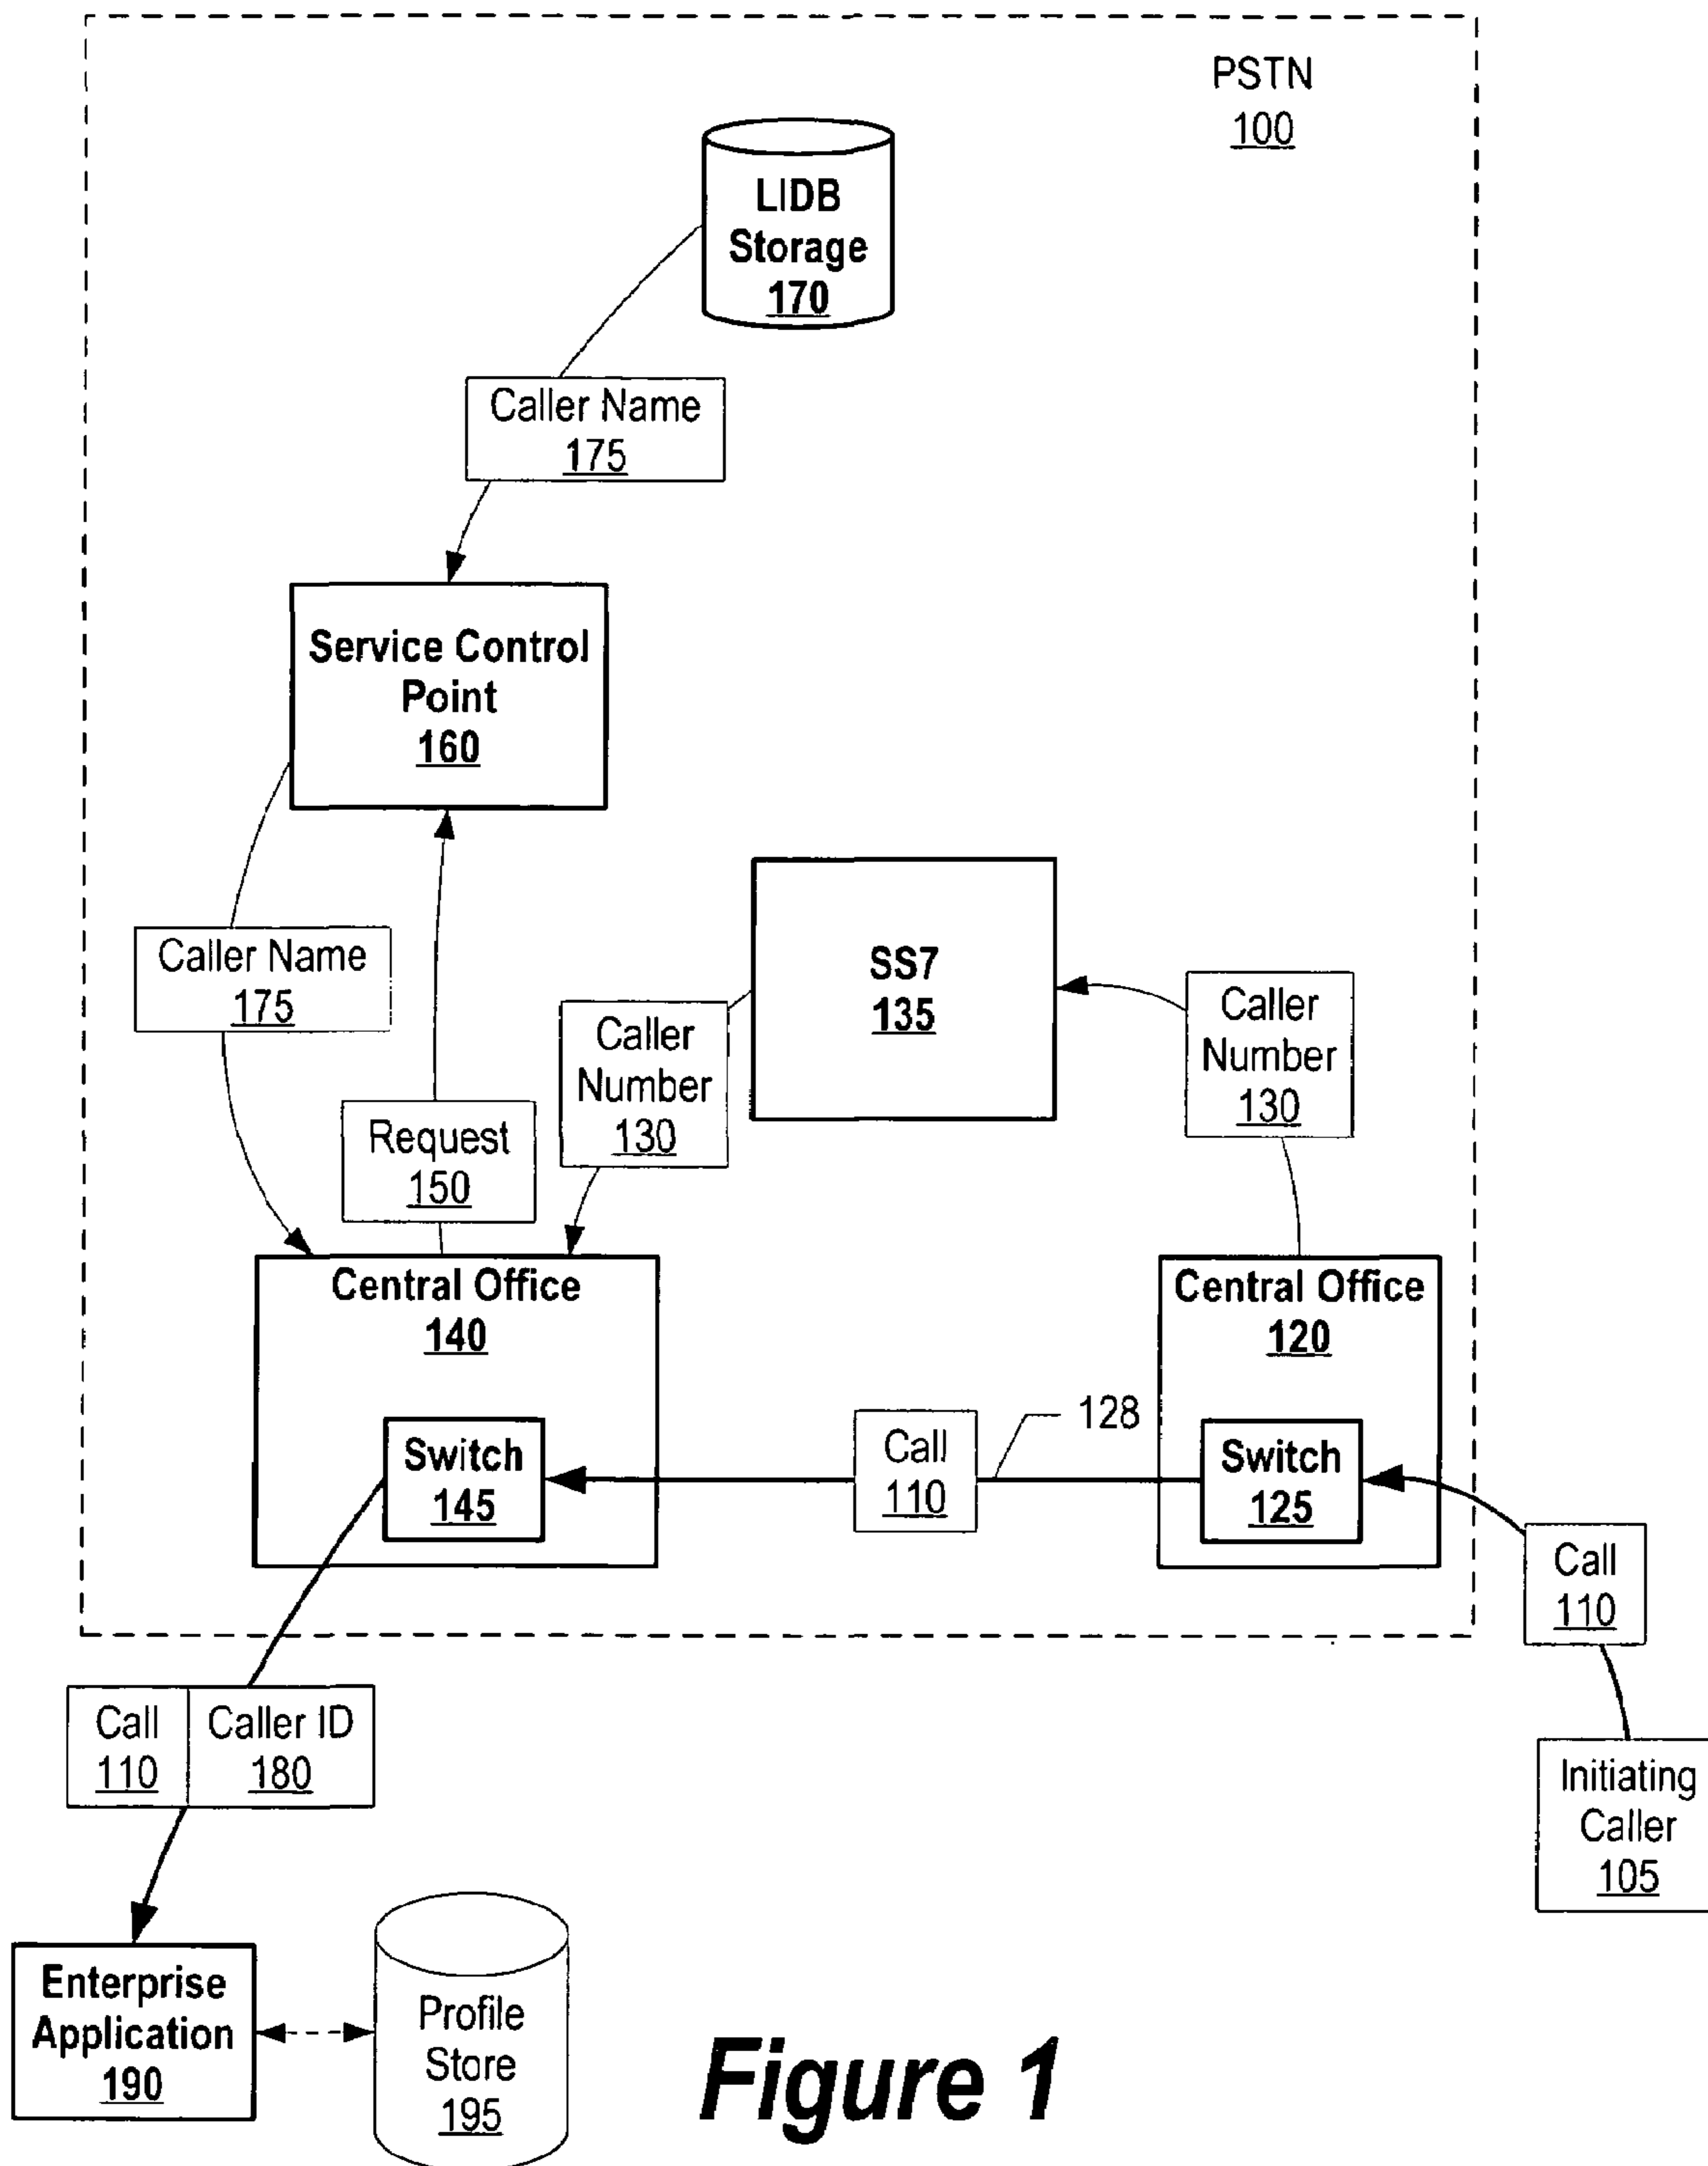 PSTN
100
LIDB
Storage
170
Caller Name
175
Service Control
Point
160
Caller Name
175
SS7
135
Caller
Number
130
Caller
Number
130
Request
150
Central Office
140
Central Office
120
128
Switch
145
Call
110
Switch
125
Call
110
Call
110
Caller ID
180
Initiating
Caller
105
Enterprise
Application
190
Profile
Store
195
Figure 1